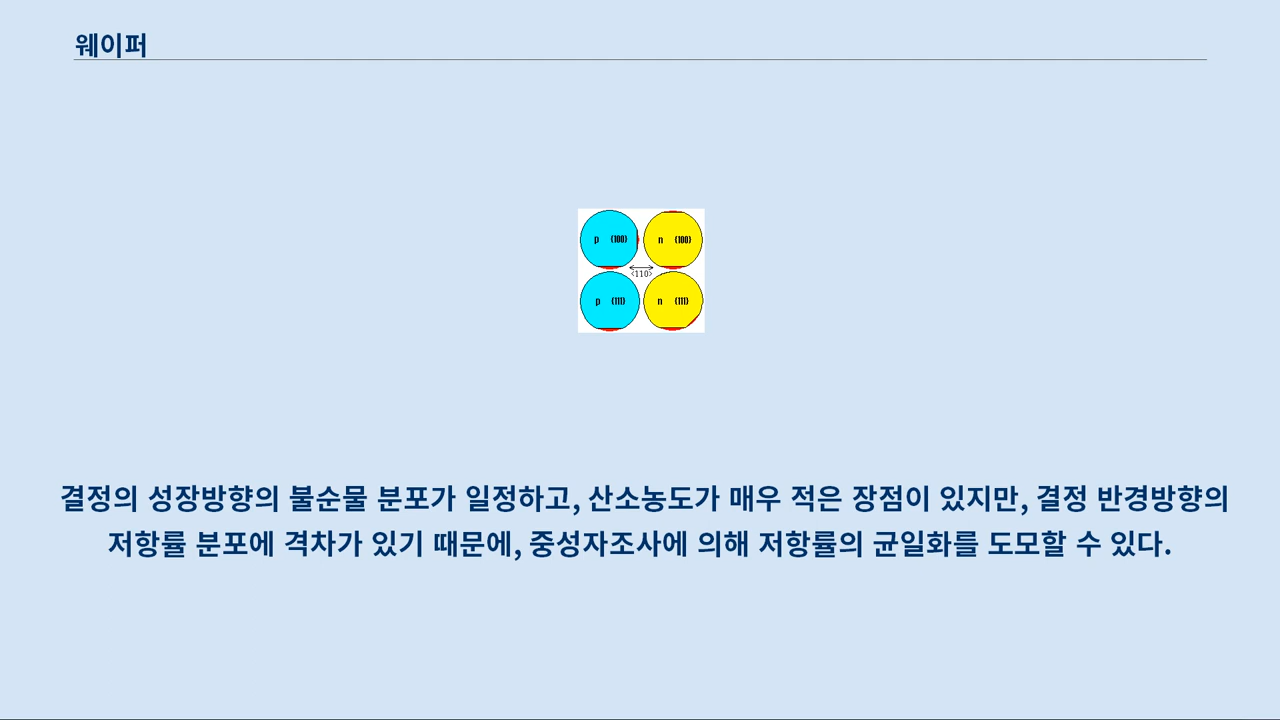 웨이퍼
p {100} n {100}
<110>
p {111} n {111}
결정의 성장방향의 불순물 분포가 일정하고, 산소농도가 매우 적은 장점이 있지만, 결정 반경방향의
저항률 분포에 격차가 있기 때문에, 중성자조사에 의해 저항률의 균일화를 도모할 수 있다.